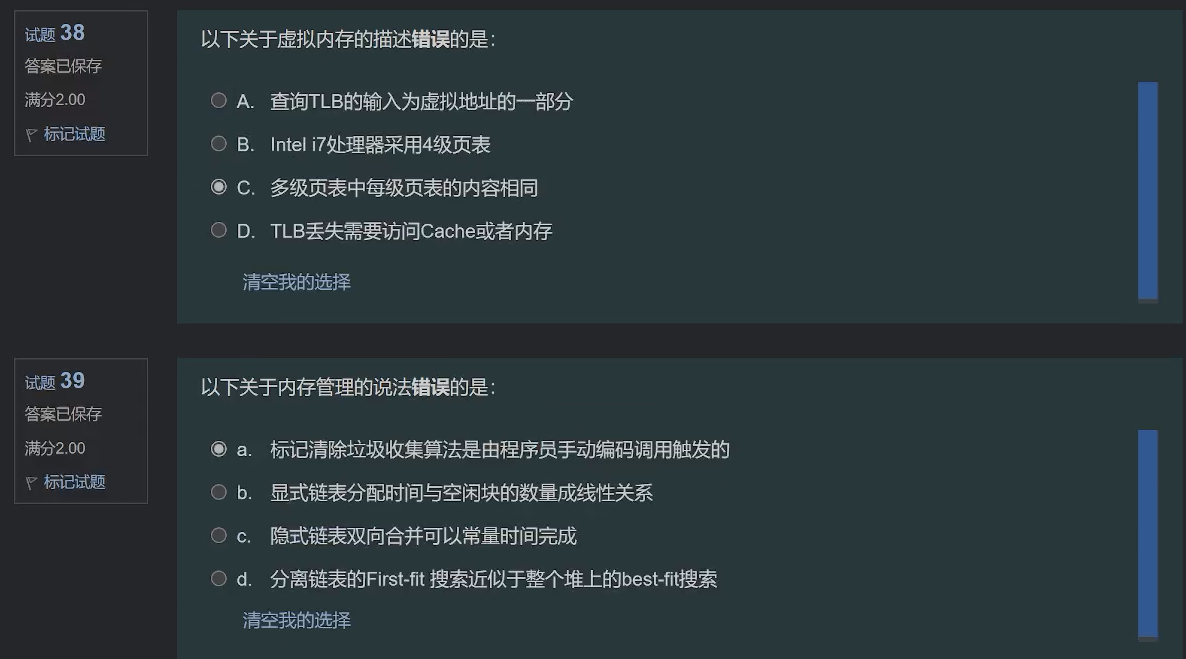 试题 38
答案已保存
满分2.00
标记试题
以下关于虚拟内存的描述错误的是：
A. 查询TLB的输入为虚拟地址的一部分
B. Intel i7处理器采用4级页表
C. 多级页表中每级页表的内容相同
D. TLB丢失需要访问Cache或者内存
清空我的选择
试题 39
答案已保存
满分2.00
标记试题
以下关于内存管理的说法错误的是：
a. 标记清除垃圾收集算法是由程序员手动编码调用触发的
b. 显式链表分配时间与空闲块的数量成线性关系
c. 隐式链表双向合并可以常量时间完成
d. 分离链表的First-fit 搜索近似于整个堆上的best-fit搜索
清空我的选择